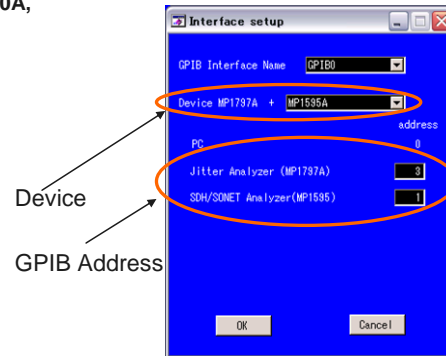 0A,
Interface setup
GPIB Interface Name GPIB0
Device MP1797A + MP1595A
address
PC 0
Jitter Analyzer (MP1797A) 3
SDH/SONET Analyzer(MP1595) 1
Device
GPIB Address
OK Cancel